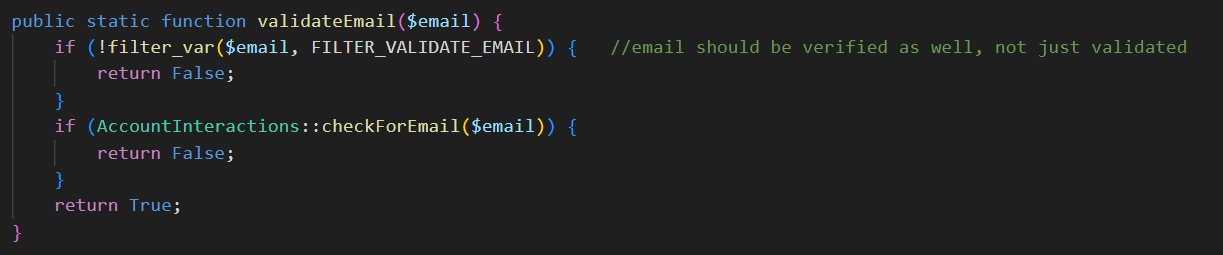 public static function validateEmail($email) {
    if (!filter_var($email, FILTER_VALIDATE_EMAIL)) {   //email should be verified as well, not just validated
        return False;
    }
    if (AccountInteractions::checkForEmail($email)) {
        return False;
    }
    return True;
}